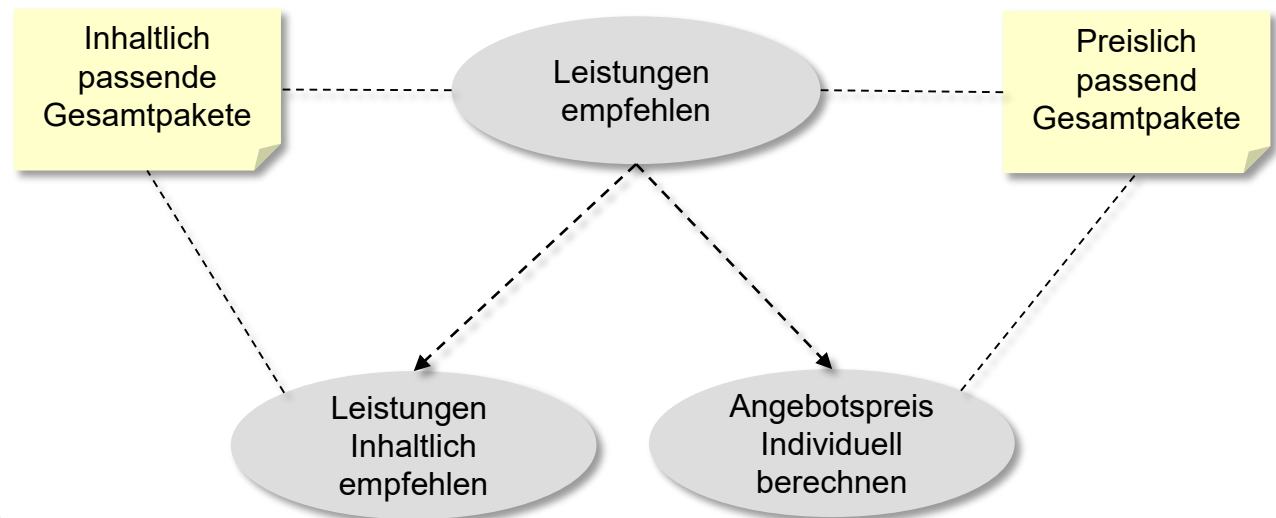 Inhaltlich
passende
Gesamtpakete
Leistungen
empfehlen
Preislich
passend
Gesamtpakete
Leistungen
Inhaltlich
empfehlen
Angebotspreis
Individuell
berechnen